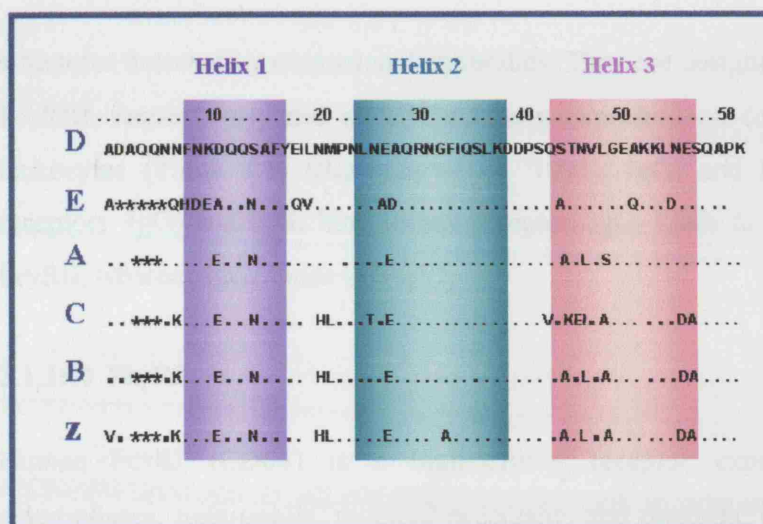 Helix 1 Helix 2 Helix 3
10 20 30 40 50 58
D ADAQQNNFNKDQQSAFYEILNMPNLNEAQRNGFIQSLKDDPSQSTNVLGEAKKLNESQAPK
E A*****QHDEA..N...QV.......AD...............A......Q...D......
A ..***.....E..N............E................A.L.S............
C ..***.K...E..N.....HL...T.E..............V.KEL.A......DA....
B ..***.K...E..N.....HL.....E................A.L.A......DA....
Z V.***.K...E..N.....HL.....E.....A..........A.L.A......DA....